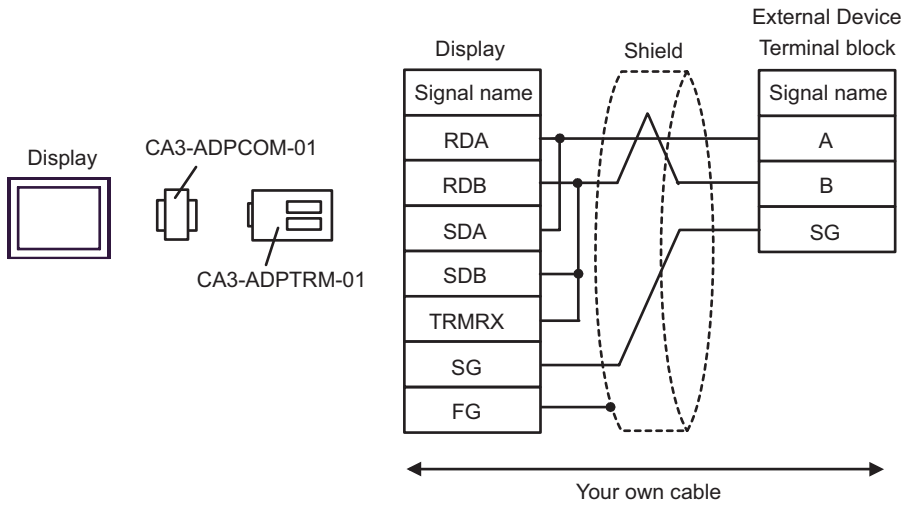 Display
CA3-ADPCOM-01
CA3-ADPTRM-01
Display
Signal name
RDA
RDB
SDA
SDB
TRMRX
SG
FG
Shield
External Device
Terminal block
Signal name
A
B
SG
Your own cable